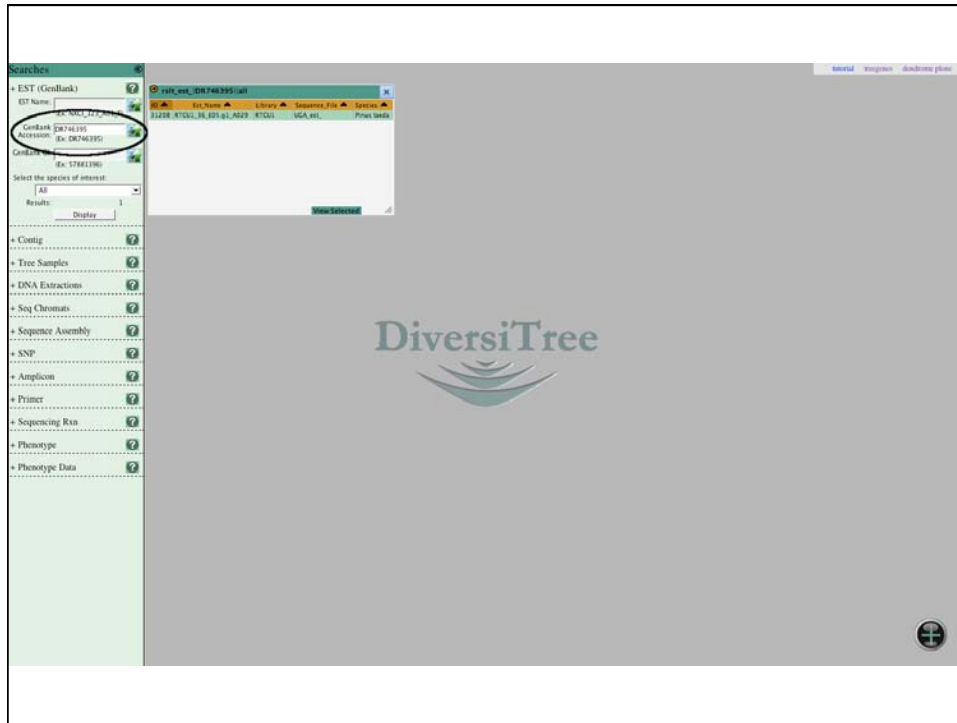 Searches
tutorial treegenes dendrome plone
+ EST (GenBank)
EST Name:
GenBank Accession: DR746395
(Ex: DR746395)
(Ex: 57881396)
Select the species of interest:
All
Results: 1
Display
+ Contig
+ Tree Samples
+ DNA Extractions
+ Seq Chromats
+ Sequence Assembly
+ SNP
+ Amplicon
+ Primer
+ Sequencing Rxn
+ Phenotype
+ Phenotype Data
rslt_est_(DR746395):all
ID Est_Name Library Sequence_File Species
31208 RTCU1_36_E05.g1_A029 RTCU1 UGA_est_ Pinus taeda
View Selected
DiversiTree